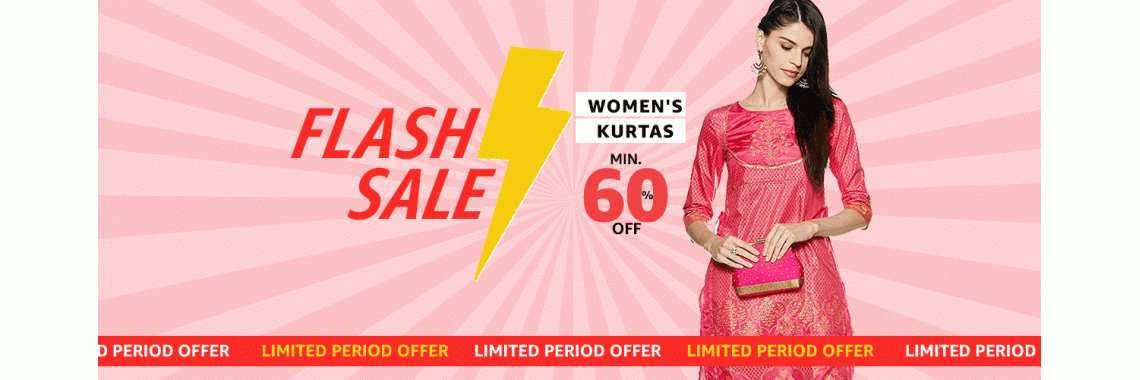 FLASH
SALE
WOMEN'S
KURTAS
MIN.
60%
OFF
D PERIOD OFFER LIMITED PERIOD OFFER LIMITED PERIOD OFFER LIMITED PERIOD OFFER LIMITED PERIOD